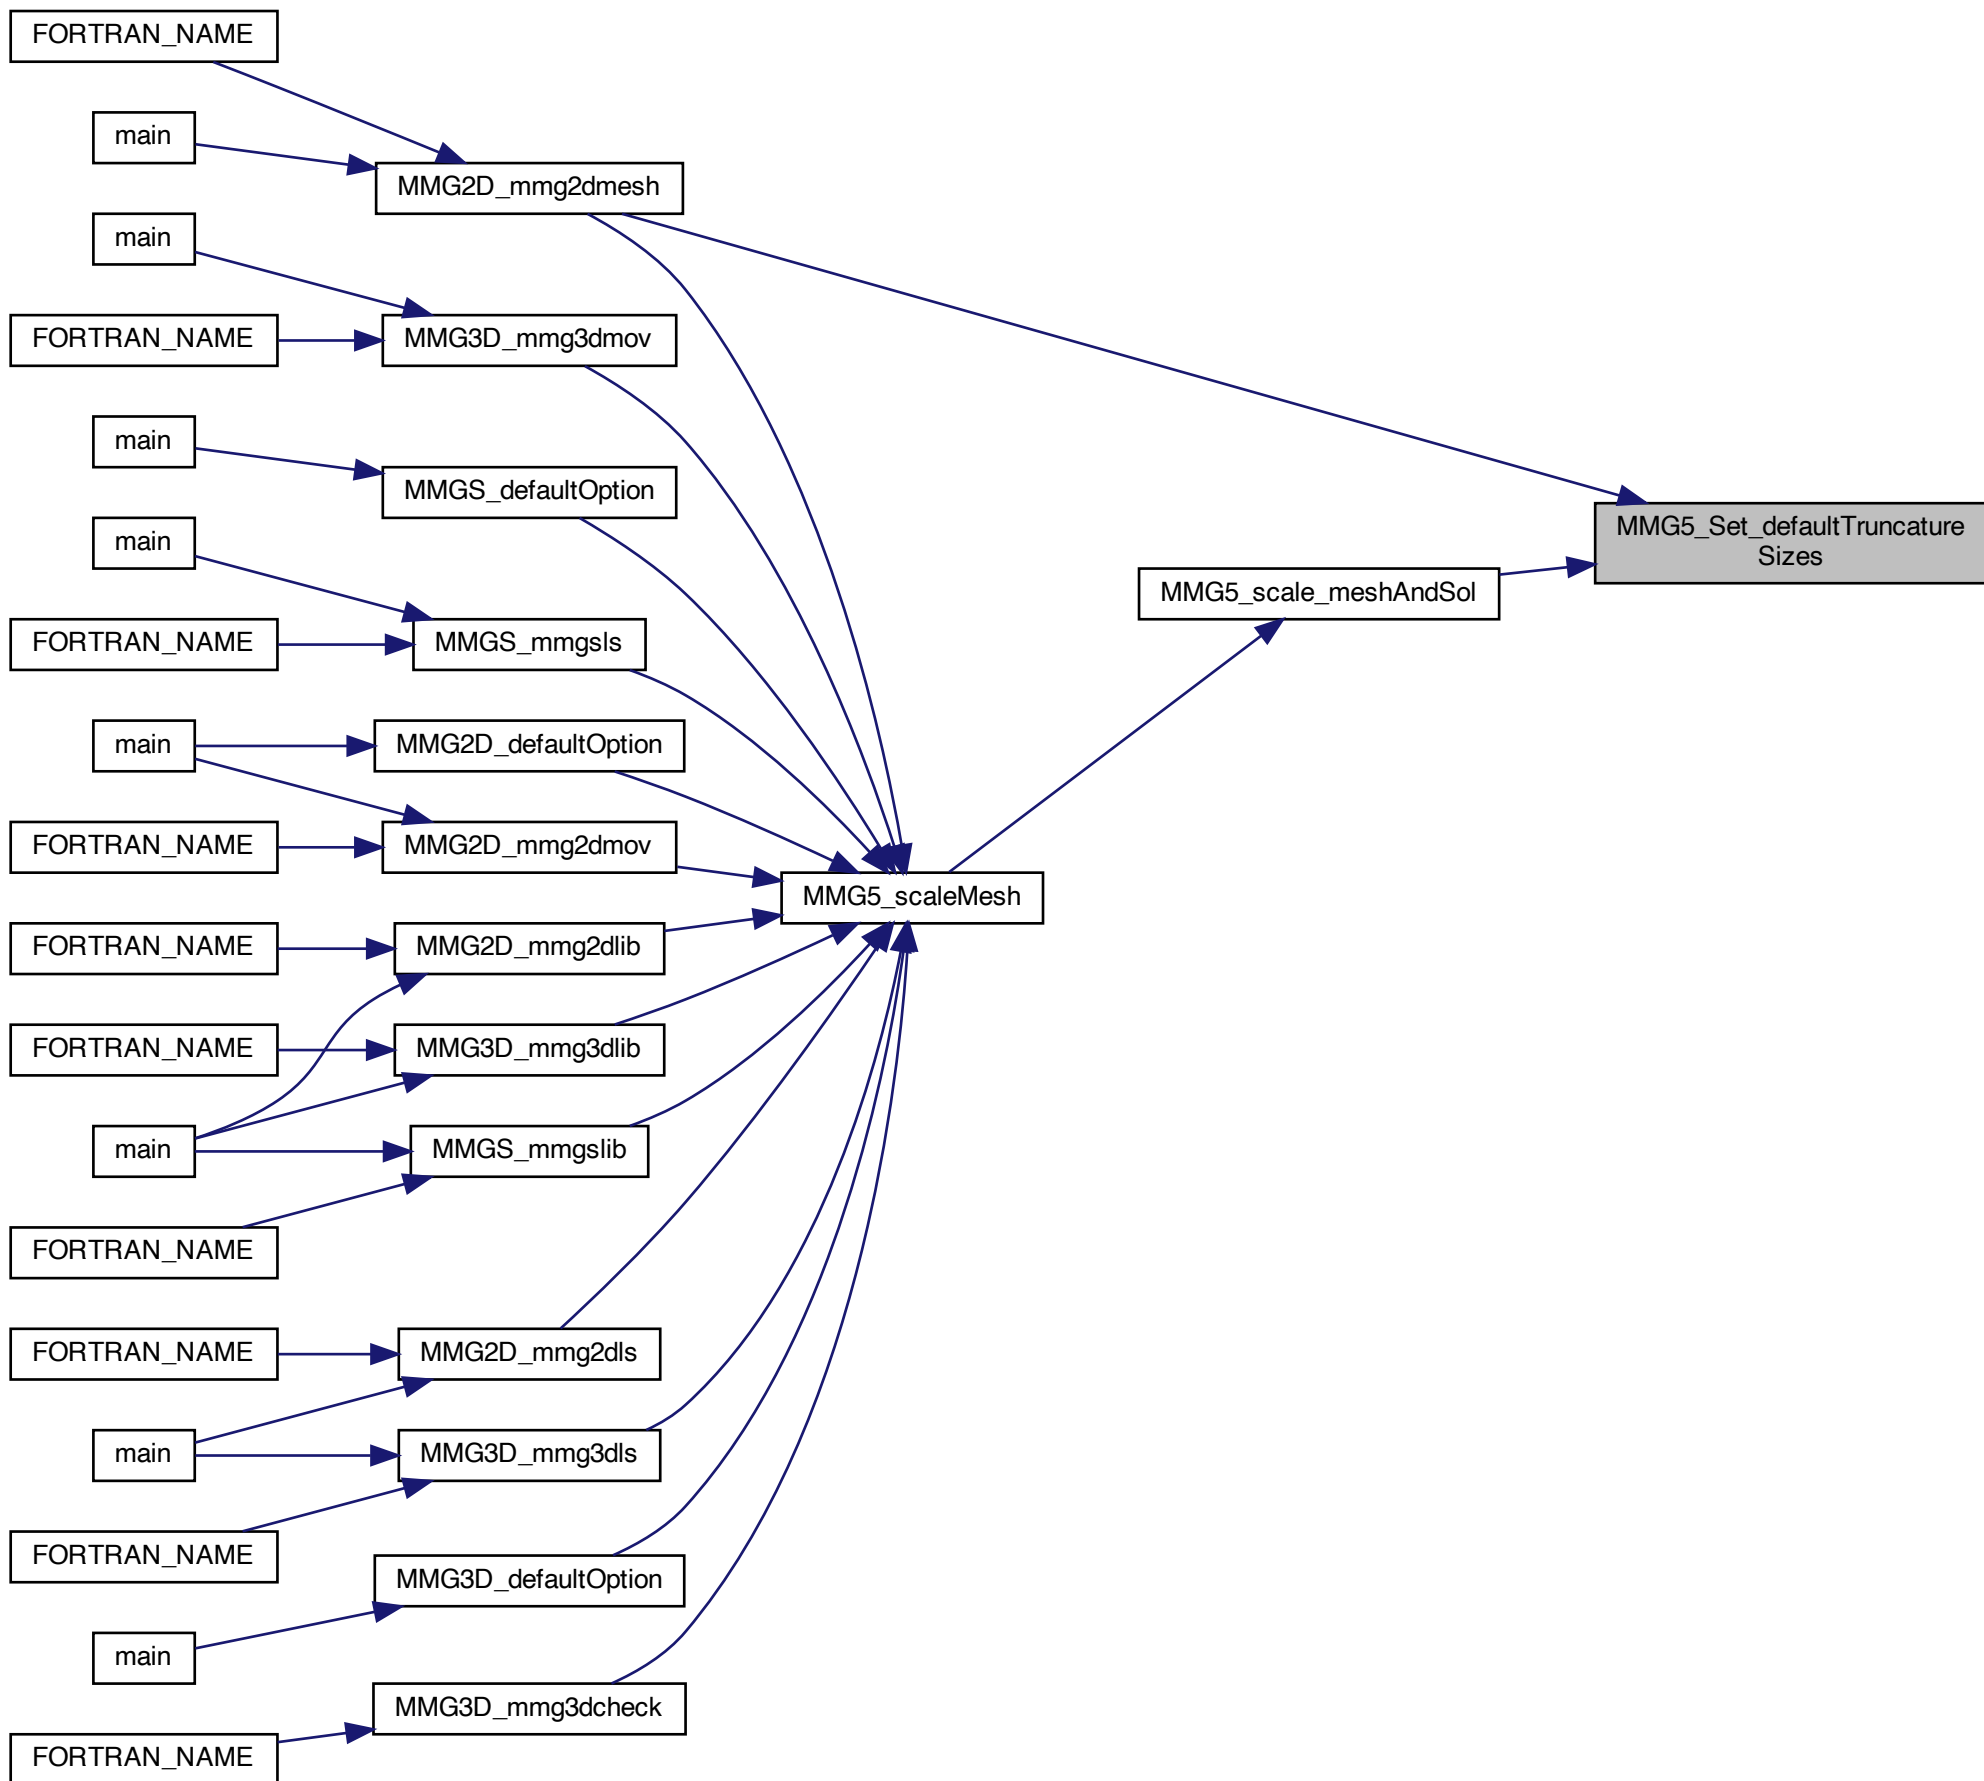 FORTRAN_NAME
main
MMG2D_mmg2dmesh
main
MMG3D_mmg3dmov
FORTRAN_NAME
main
MMGS_defaultOption
main
MMG5_Set_defaultTruncature
Sizes
MMG5_scale_meshAndSol
MMGS_mmgsls
FORTRAN_NAME
main
MMG2D_defaultOption
MMG2D_mmg2dmov
FORTRAN_NAME
MMG5_scaleMesh
FORTRAN_NAME
MMG2D_mmg2dlib
FORTRAN_NAME
MMG3D_mmg3dlib
main
MMGS_mmgslib
FORTRAN_NAME
FORTRAN_NAME
MMG2D_mmg2dls
main
MMG3D_mmg3dls
FORTRAN_NAME
MMG3D_defaultOption
main
MMG3D_mmg3dcheck
FORTRAN_NAME